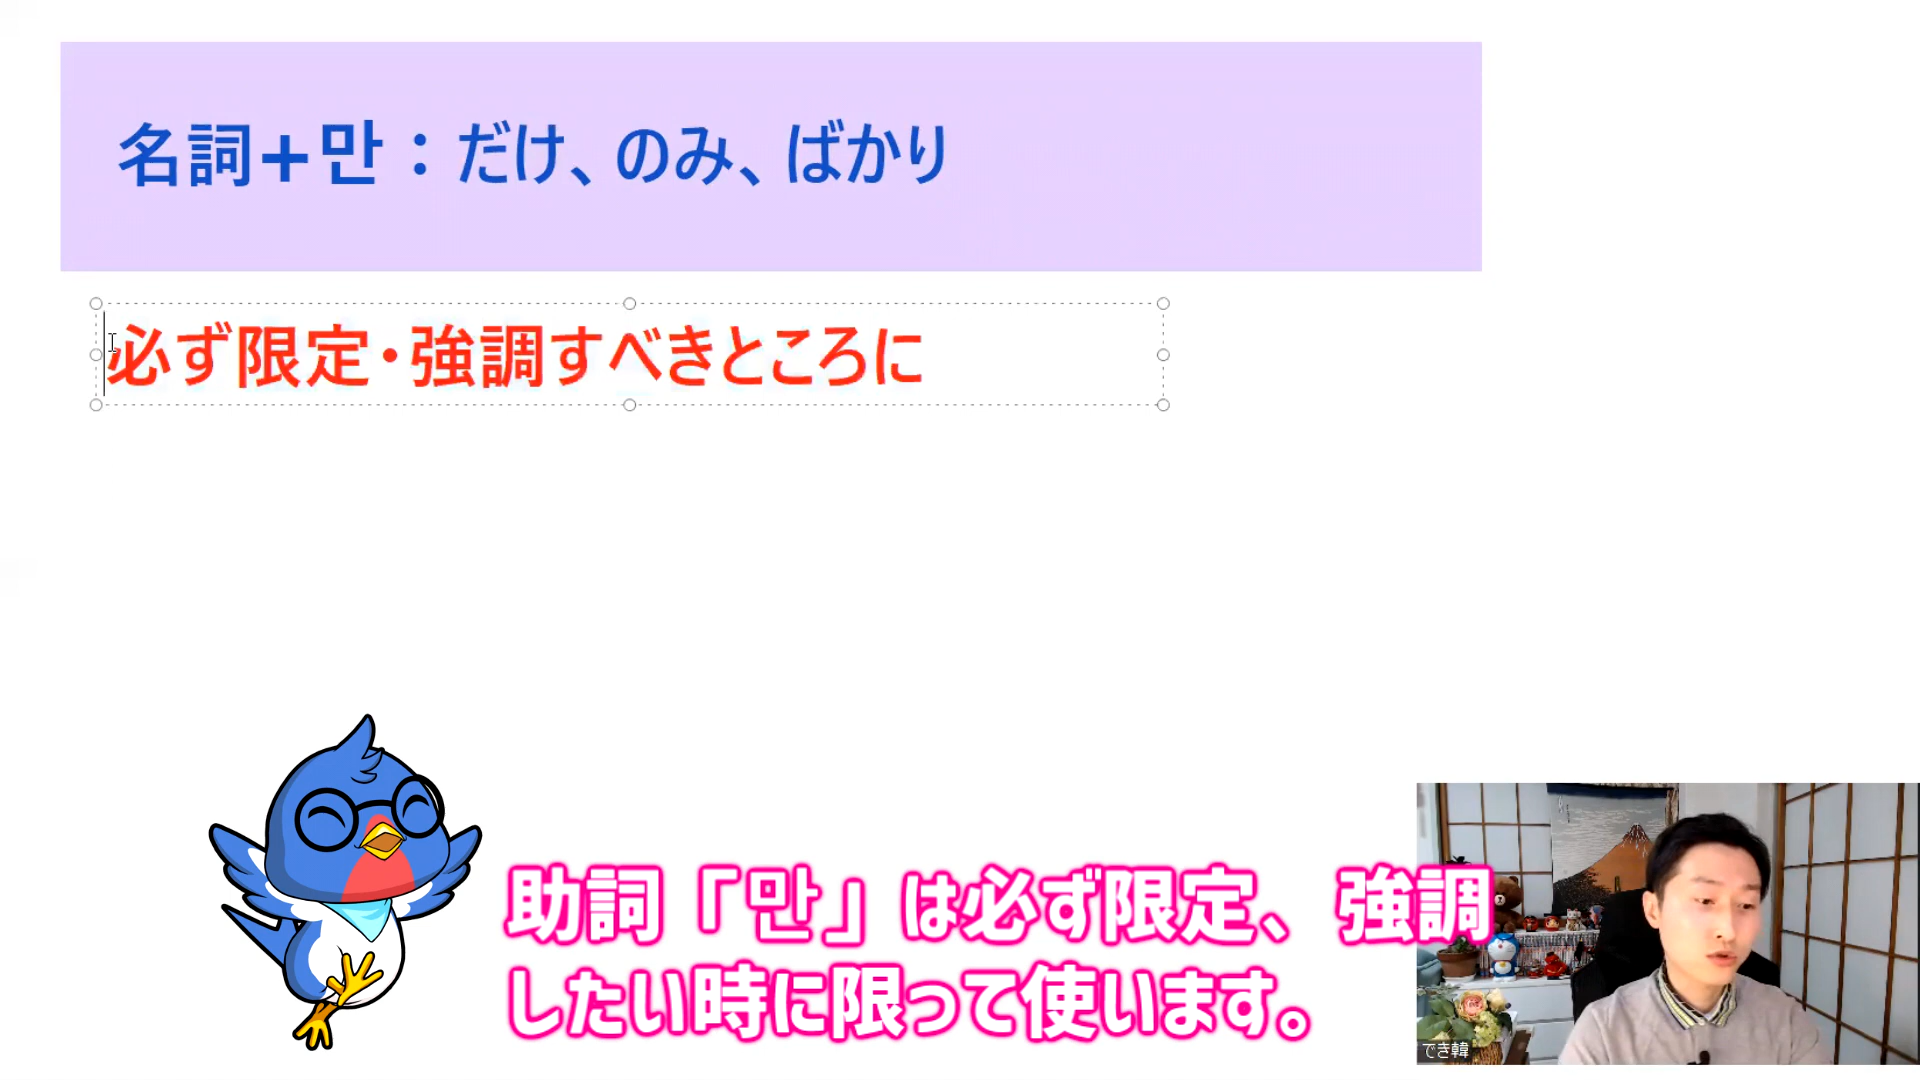 名詞+만：だけ、のみ、ばかり
必ず限定・強調すべきところに
助詞「만」は必ず限定、強調
したい時に限って使います。
でき韓